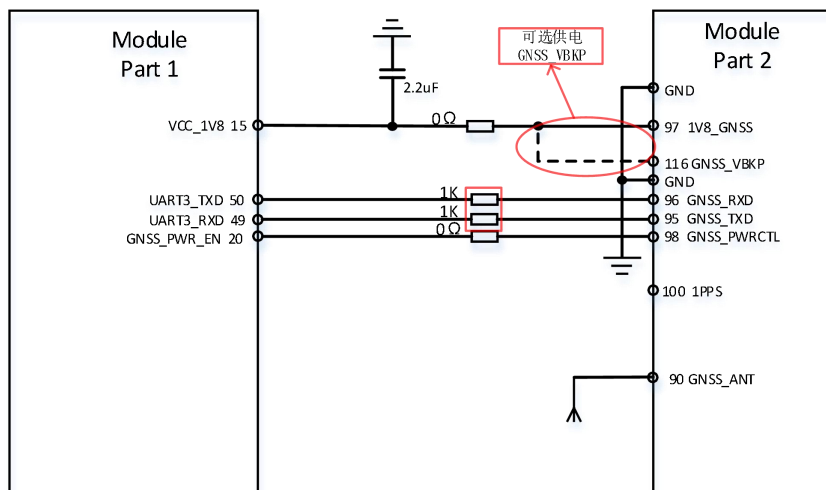 Module
Part 1
可选供电
GNSS_VBKP
Module
Part 2
2.2uF
GND
VCC_1V8 15
0Ω
97 1V8_GNSS
116 GNSS_VBKP
GND
UART3_TXD 50
1K
96 GNSS_RXD
UART3_RXD 49
1K
95 GNSS_TXD
GNSS_PWR_EN 20
0Ω
98 GNSS_PWRCTL
100 1PPS
90 GNSS_ANT